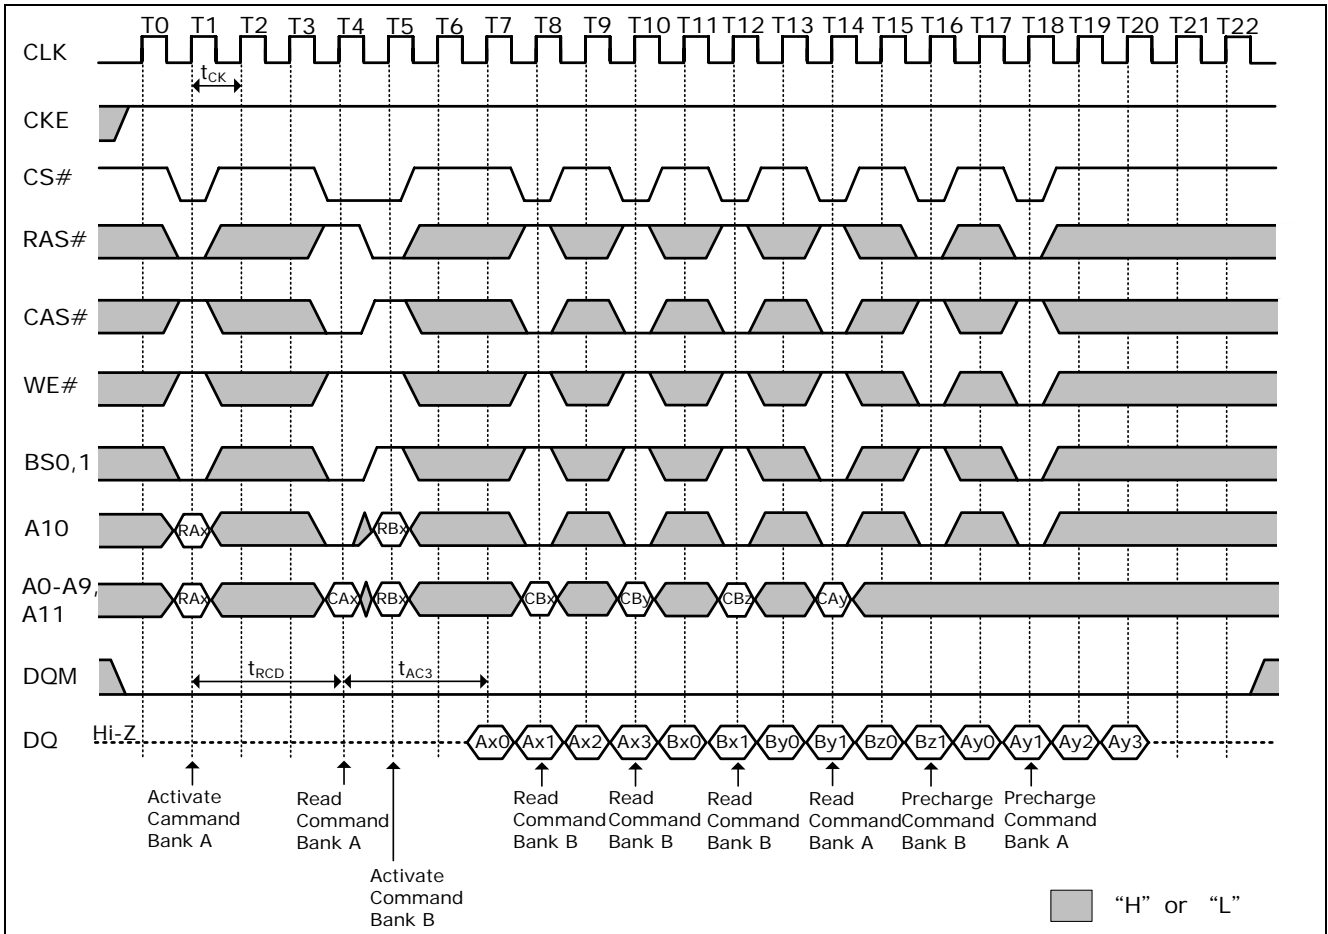 T0 T1 T2 T3 T4 T5 T6 T7 T8 T9 T10 T11 T12 T13 T14 T15 T16 T17 T18 T19 T20 T21 T22
CLK
tCK
CKE
CS#
RAS#
CAS#
WE#
BS0,1
A10
RAx RBx
A0-A9,
A11
RAx CAx RBx CBx CBy CBz CAy
DQM
tRCD tAC3
DQ
Hi-Z
Ax0 Ax1 Ax2 Ax3 Bx0 Bx1 By0 By1 Bz0 Bz1 Ay0 Ay1 Ay2 Ay3
Activate
Cammand
Bank A
Read
Command
Bank A
Activate
Command
Bank B
Read
Command
Bank B
Read
Command
Bank B
Read
Command
Bank B
Read
Command
Bank A
Precharge
Command
Bank B
Precharge
Command
Bank A
“H” or “L”